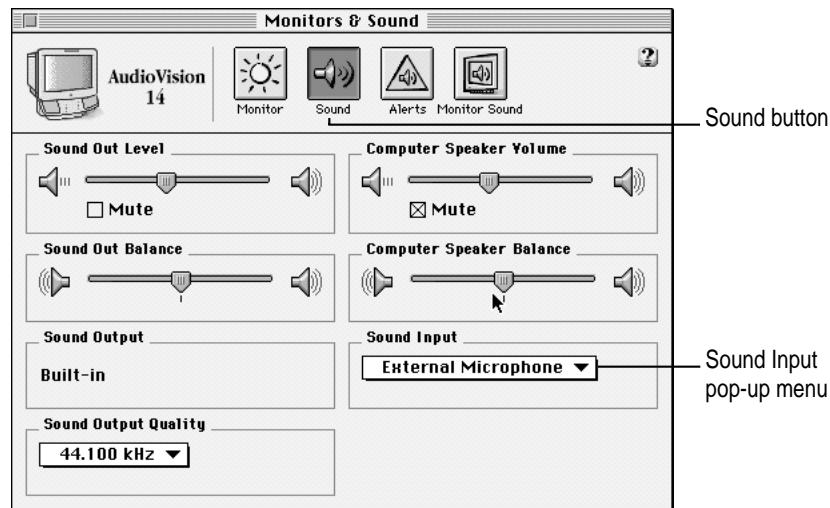 Monitors & Sound
AudioVision
14
Monitor
Sound
Alerts
Monitor Sound
?
Sound button
Sound Out Level
Mute
Computer Speaker Volume
Mute
Sound Out Balance
Computer Speaker Balance
Sound Output
Built-in
Sound Input
External Microphone
Sound Input
pop-up menu
Sound Output Quality
44.100 kHz